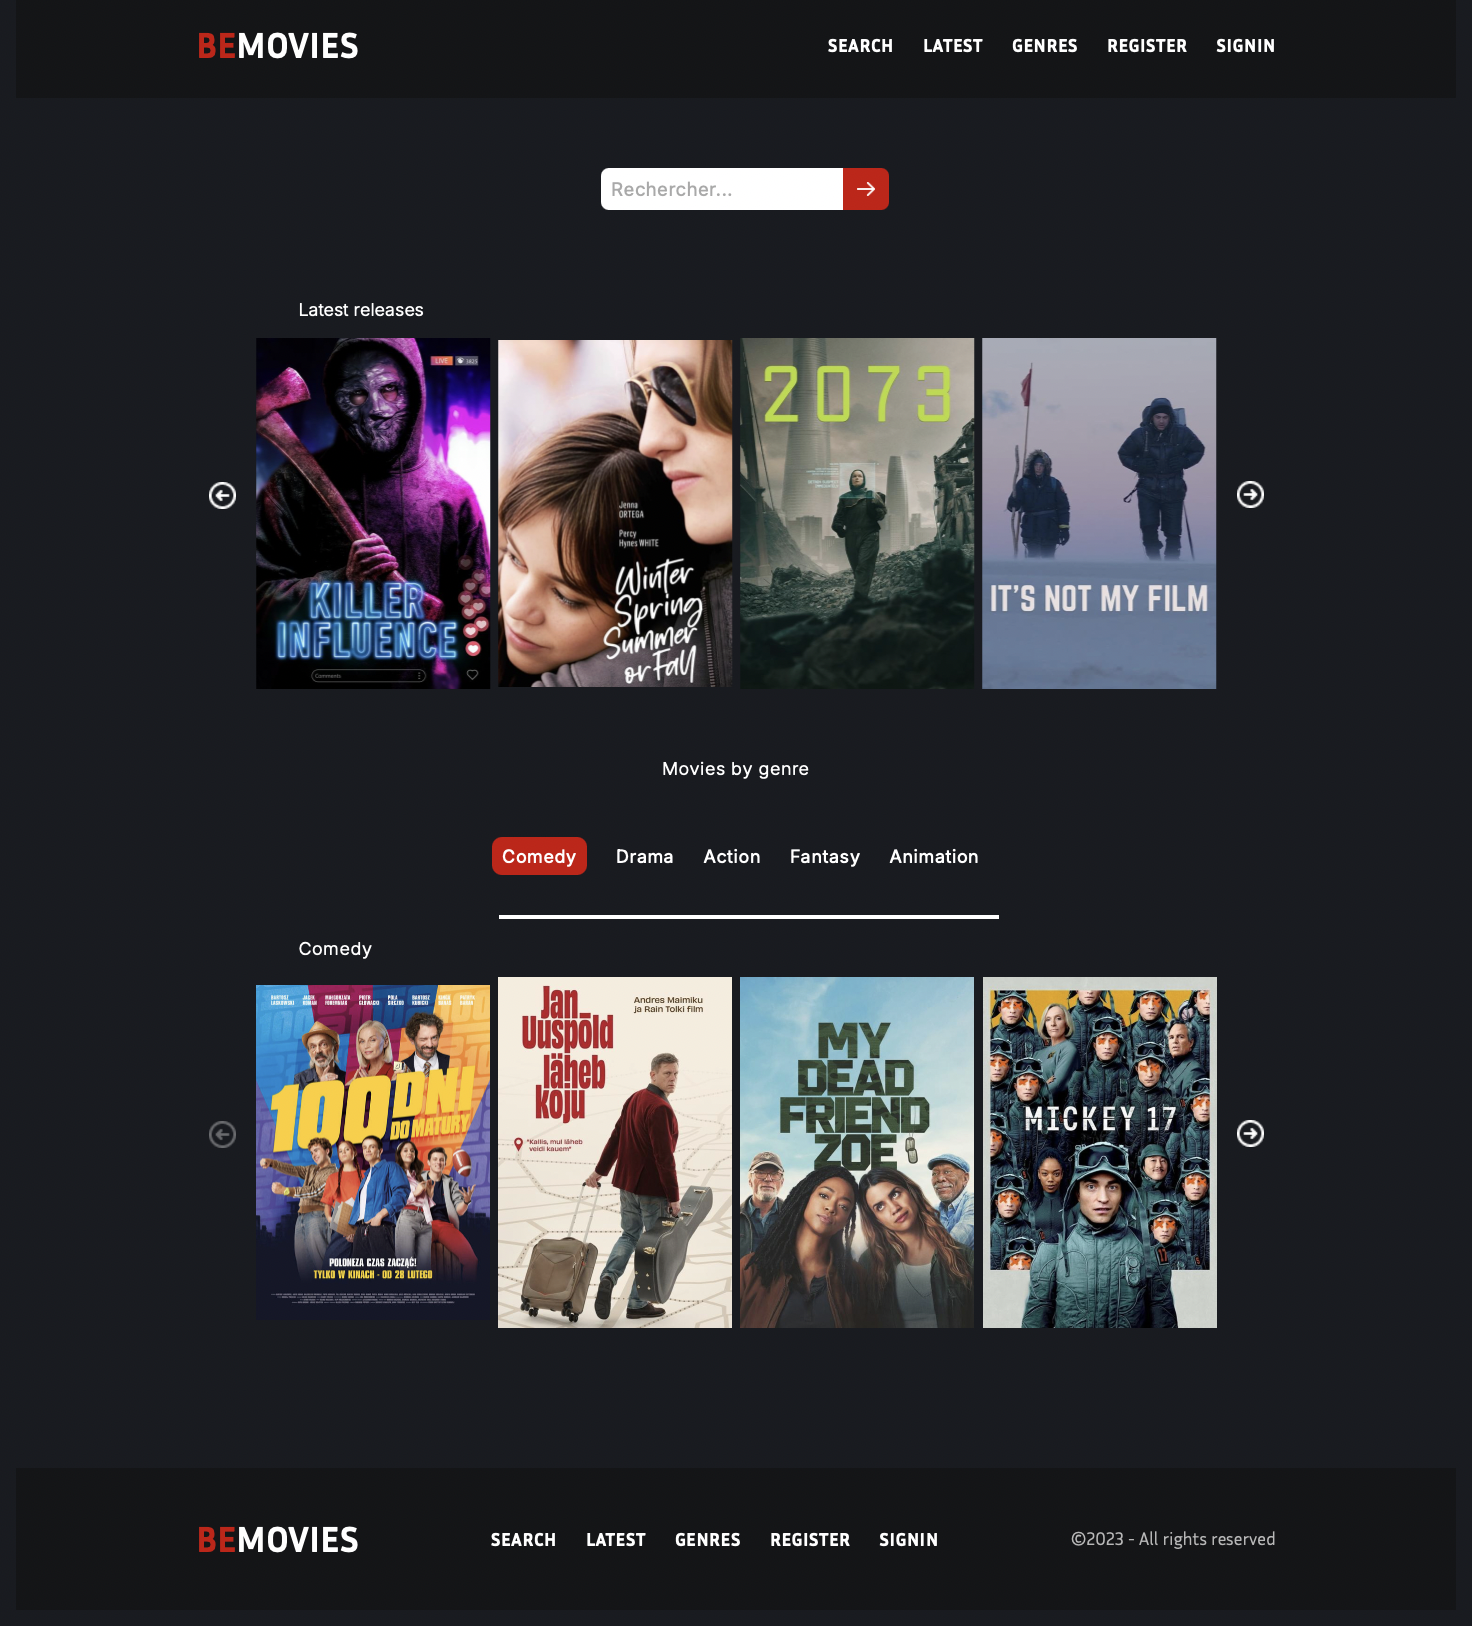 BEMOVIES
SEARCH LATEST GENRES REGISTER SIGNIN
Rechercher...
Latest releases
LIVE
KILLER
INFLUENCE
Comments
Jenna
ORTEGA
Percy
Hynes WHITE
Winter
Spring
Summer
or Fall
2073
IT'S NOT MY FILM
Movies by genre
Comedy Drama Action Fantasy Animation
Comedy
100 DNI
DO MATURY
POLONEZA CZAS ZACZĄĆ!
TYLKO W KINACH · OD 28 LUTEGO
Jan
Uuspõld
läheb
koju
Andres Maimiku
ja Rain Tolki film
"Kallis, mul läheb
veidi kauem"
MY
DEAD
FRIEND
ZOE
MICKEY 17
BEMOVIES
SEARCH LATEST GENRES REGISTER SIGNIN
©2023 - All rights reserved